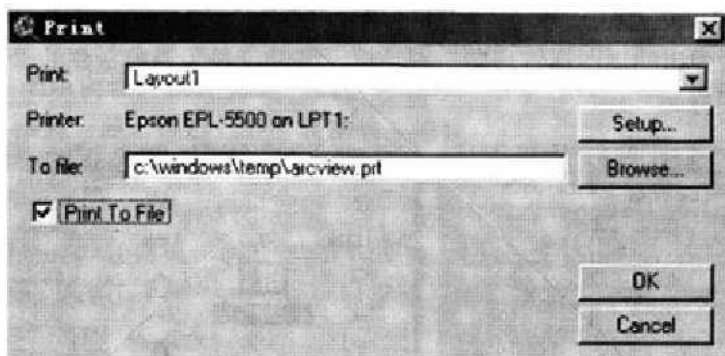 Print
Print: Layout1
Printer: Epson EPL-5500 on LPT1: Setup...
To file: c:\windows\temp\arcview.prt Browse...
Print To File
OK
Cancel